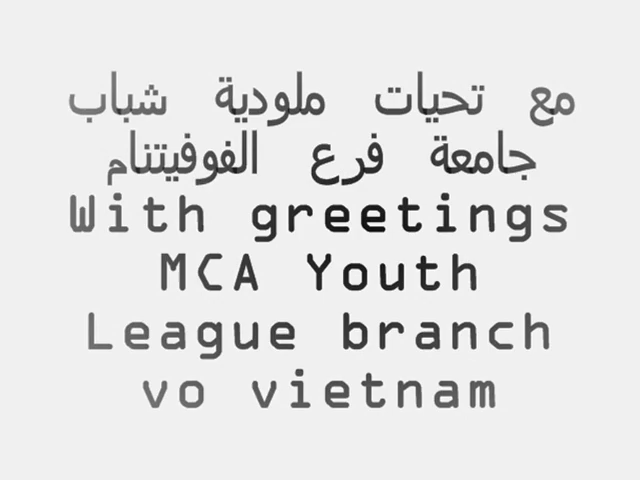 مع تحيات ملودية شباب
جامعة فرع الفوفيتنام
With greetings
MCA Youth
League branch
vo vietnam